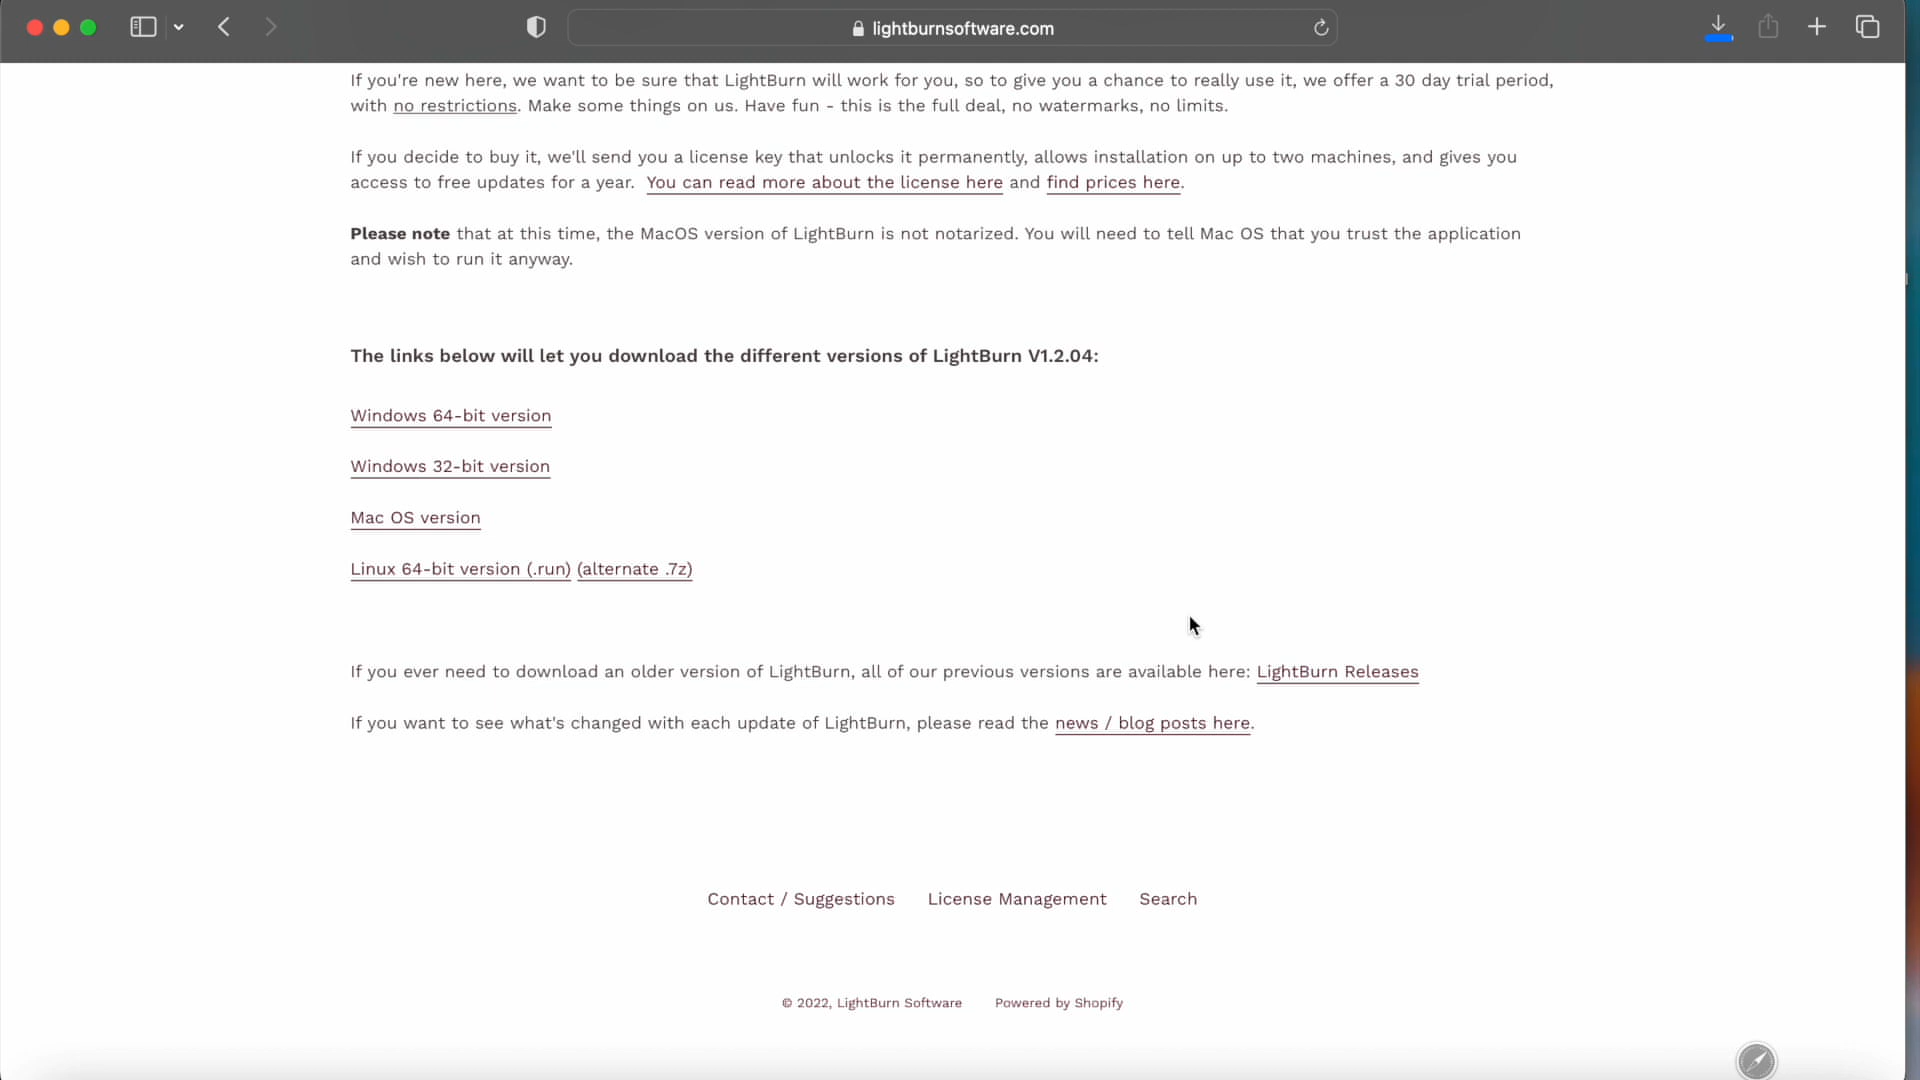 lightburnsoftware.com
If you're new here, we want to be sure that LightBurn will work for you, so to give you a chance to really use it, we offer a 30 day trial period,
with no restrictions. Make some things on us. Have fun - this is the full deal, no watermarks, no limits.
If you decide to buy it, we'll send you a license key that unlocks it permanently, allows installation on up to two machines, and gives you
access to free updates for a year. You can read more about the license here and find prices here.
Please note that at this time, the MacOS version of LightBurn is not notarized. You will need to tell Mac OS that you trust the application
and wish to run it anyway.
The links below will let you download the different versions of LightBurn V1.2.04:
Windows 64-bit version
Windows 32-bit version
Mac OS version
Linux 64-bit version (.run) (alternate .7z)
If you ever need to download an older version of LightBurn, all of our previous versions are available here: LightBurn Releases
If you want to see what's changed with each update of LightBurn, please read the news / blog posts here.
Contact / Suggestions License Management Search
© 2022, LightBurn Software Powered by Shopify